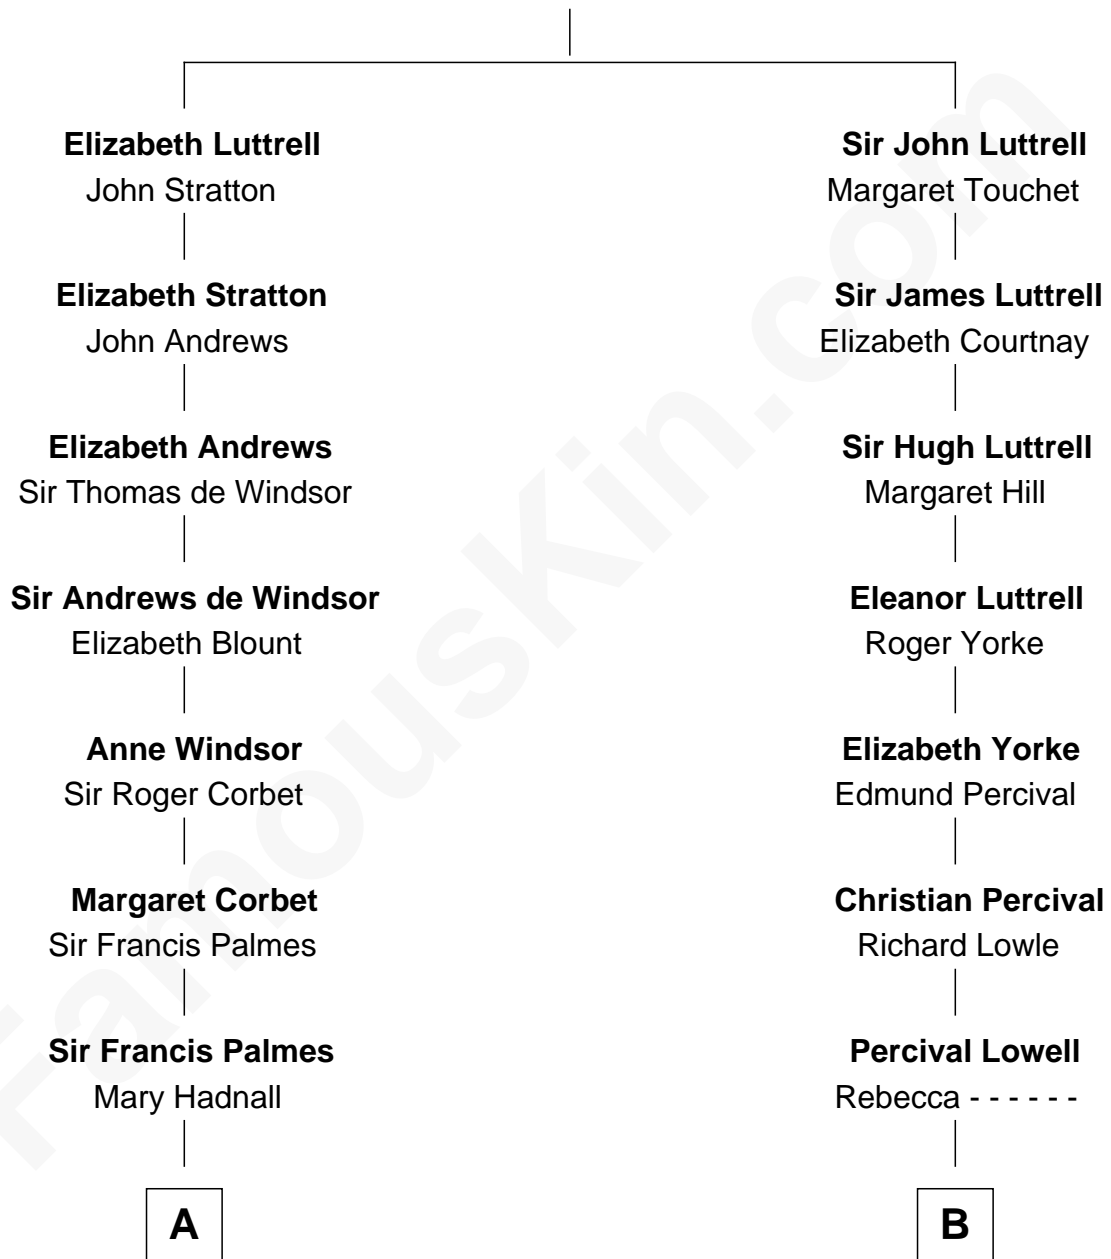 Elizabeth Luttrell
John Stratton
Elizabeth Stratton
John Andrews
Elizabeth Andrews
Sir Thomas de Windsor
Sir Andrews de Windsor
Elizabeth Blount
Anne Windsor
Sir Roger Corbet
Margaret Corbet
Sir Francis Palmes
Sir Francis Palmes
Mary Hadnall
A
Sir John Luttrell
Margaret Touchet
Sir James Luttrell
Elizabeth Courtnay
Sir Hugh Luttrell
Margaret Hill
Eleanor Luttrell
Roger Yorke
Elizabeth Yorke
Edmund Percival
Christian Percival
Richard Lowle
Percival Lowell
Rebecca - - - - - -
B
FamousKin.com